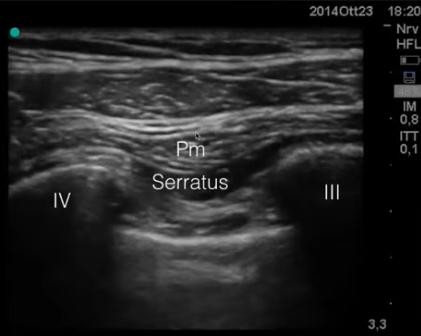 2014Ott23 18:20
Nrv
HFL
IM
0,8
ITT
0,1
Pm
Serratus
IV
III
3,3